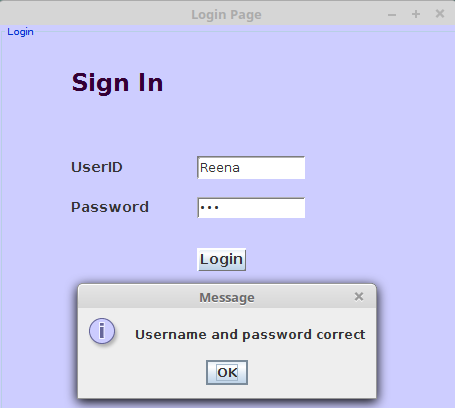 Login Page
Login
Sign In
UserID
Reena
Password
•••
Login
Message
i
Username and password correct
OK